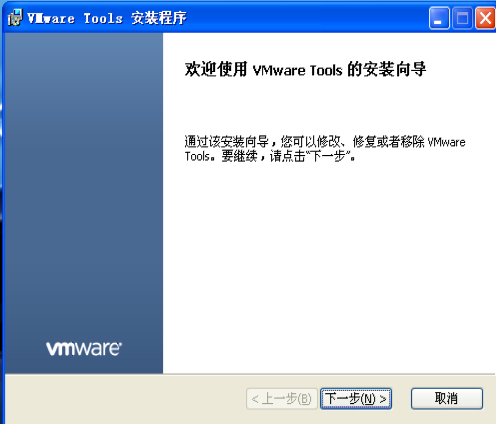 VMware Tools 安装程序
欢迎使用 VMware Tools 的安装向导
通过该安装向导，您可以修改、修复或者移除 VMware
Tools。要继续，请点击“下一步”。
vmware
< 上一步(B) 下一步(N) > 取消